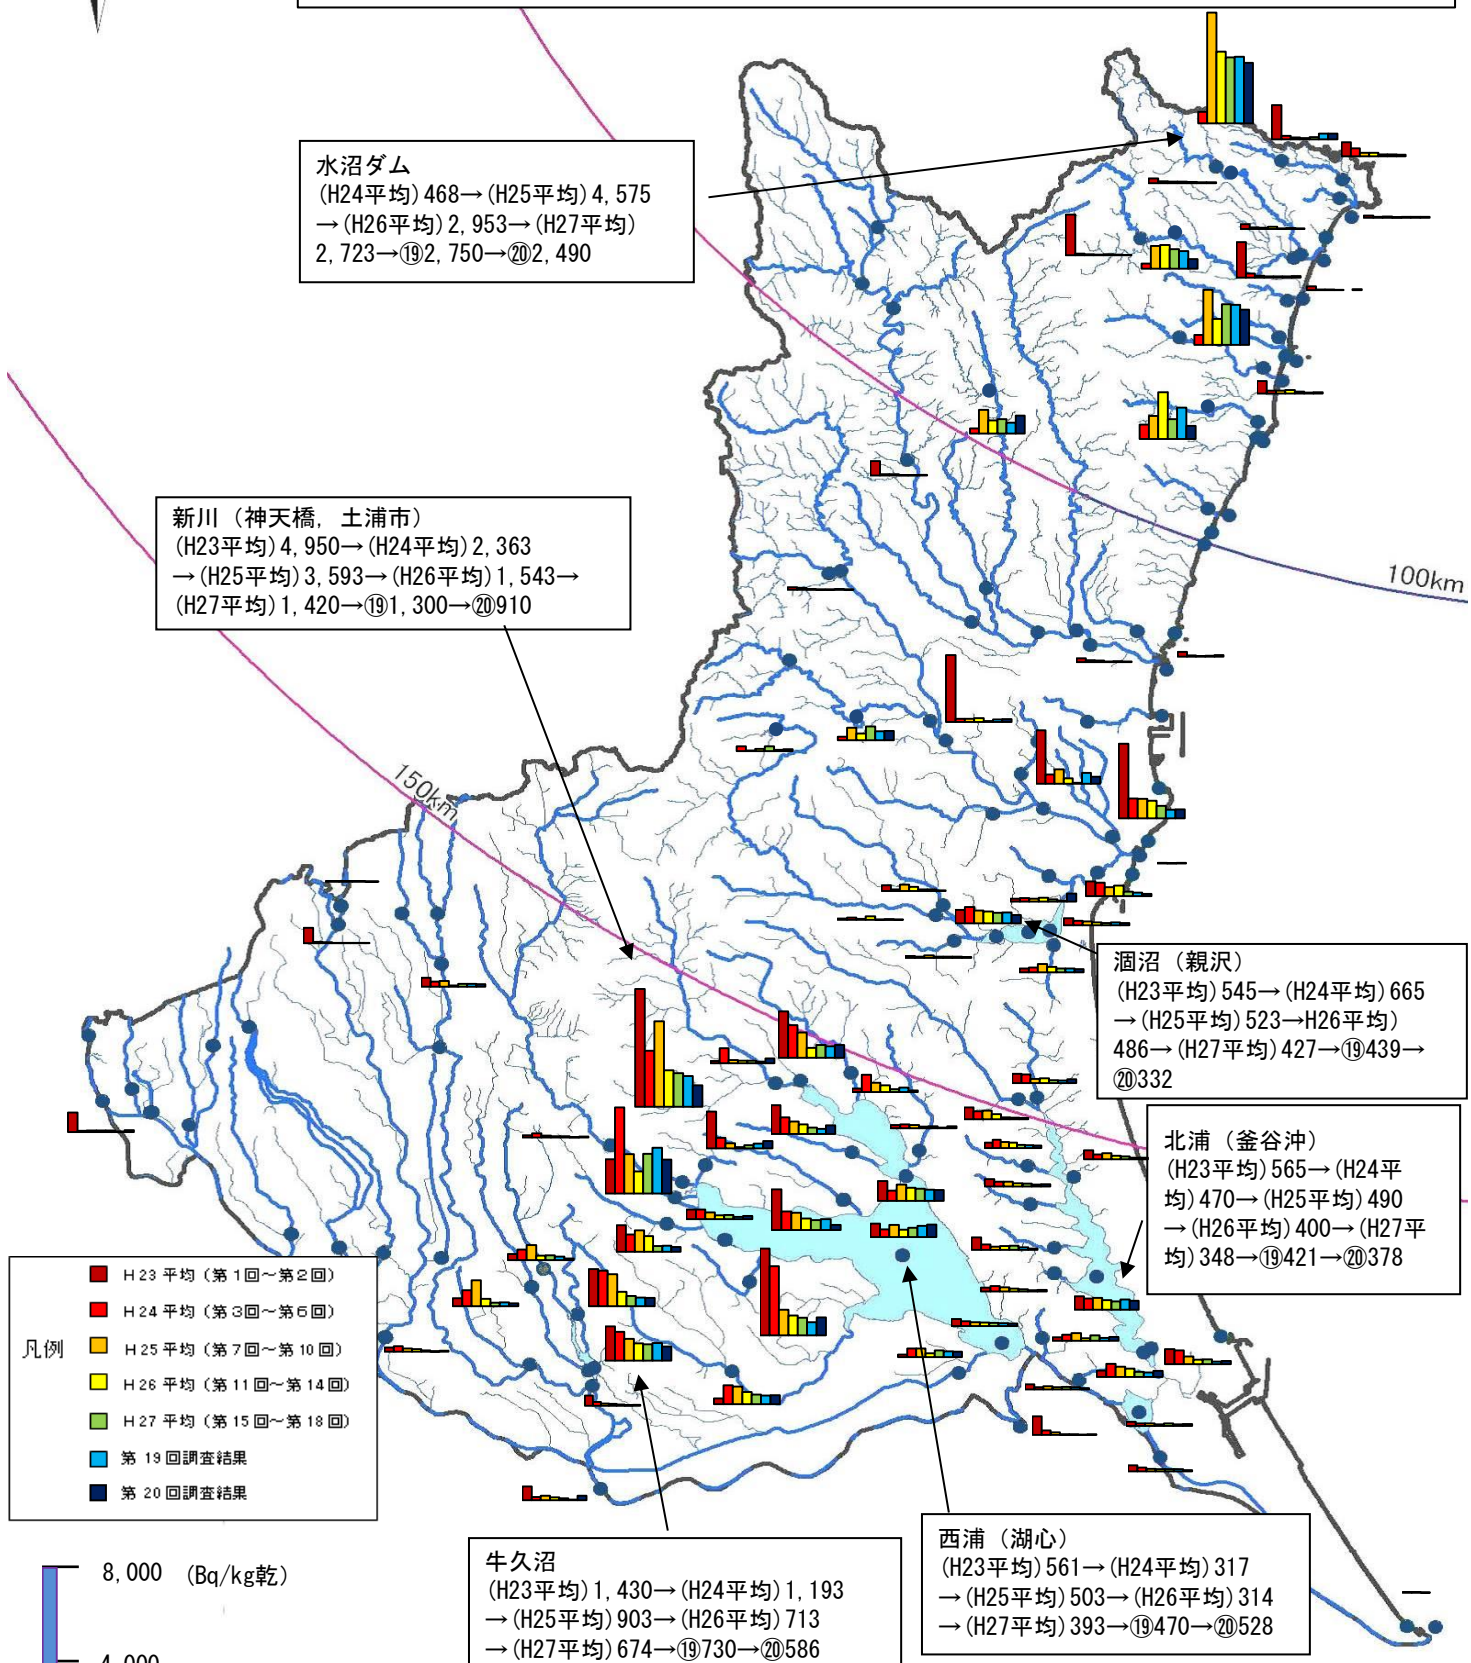 水沼ダム
(H24平均)468→(H25平均)4,575
→(H26平均)2,953→(H27平均)
2,723→⑲2,750→⑳2,490
新川（神天橋，土浦市）
(H23平均)4,950→(H24平均)2,363
→(H25平均)3,593→(H26平均)1,543→
(H27平均)1,420→⑲1,300→⑳910
100km
150km
涸沼（親沢）
(H23平均)545→(H24平均)665
→(H25平均)523→H26平均)
486→(H27平均)427→⑲439→
⑳332
北浦（釜谷沖）
(H23平均)565→(H24平
均)470→(H25平均)490
→(H26平均)400→(H27平
均)348→⑲421→⑳378
凡例
H23平均（第1回～第2回）
H24平均（第3回～第6回）
H25平均（第7回～第10回）
H26平均（第11回～第14回）
H27平均（第15回～第18回）
第19回調査結果
第20回調査結果
西浦（湖心）
(H23平均)561→(H24平均)317
→(H25平均)503→(H26平均)314
→(H27平均)393→⑲470→⑳528
牛久沼
(H23平均)1,430→(H24平均)1,193
→(H25平均)903→(H26平均)713
→(H27平均)674→⑲730→⑳586
8,000 (Bq/kg乾)
4,000